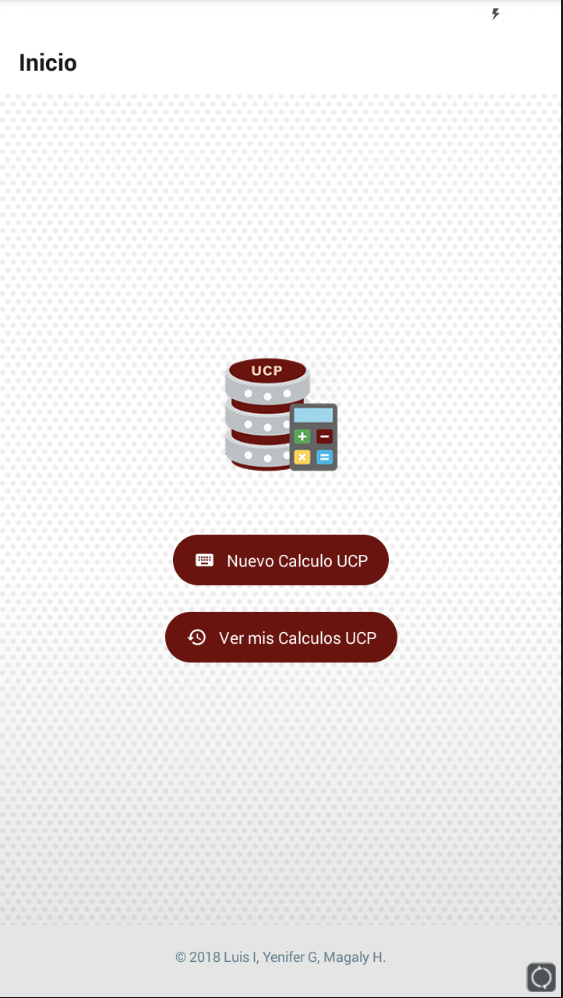 Inicio
UCP
Nuevo Calculo UCP
Ver mis Calculos UCP
© 2018 Luis I, Yenifer G, Magaly H.